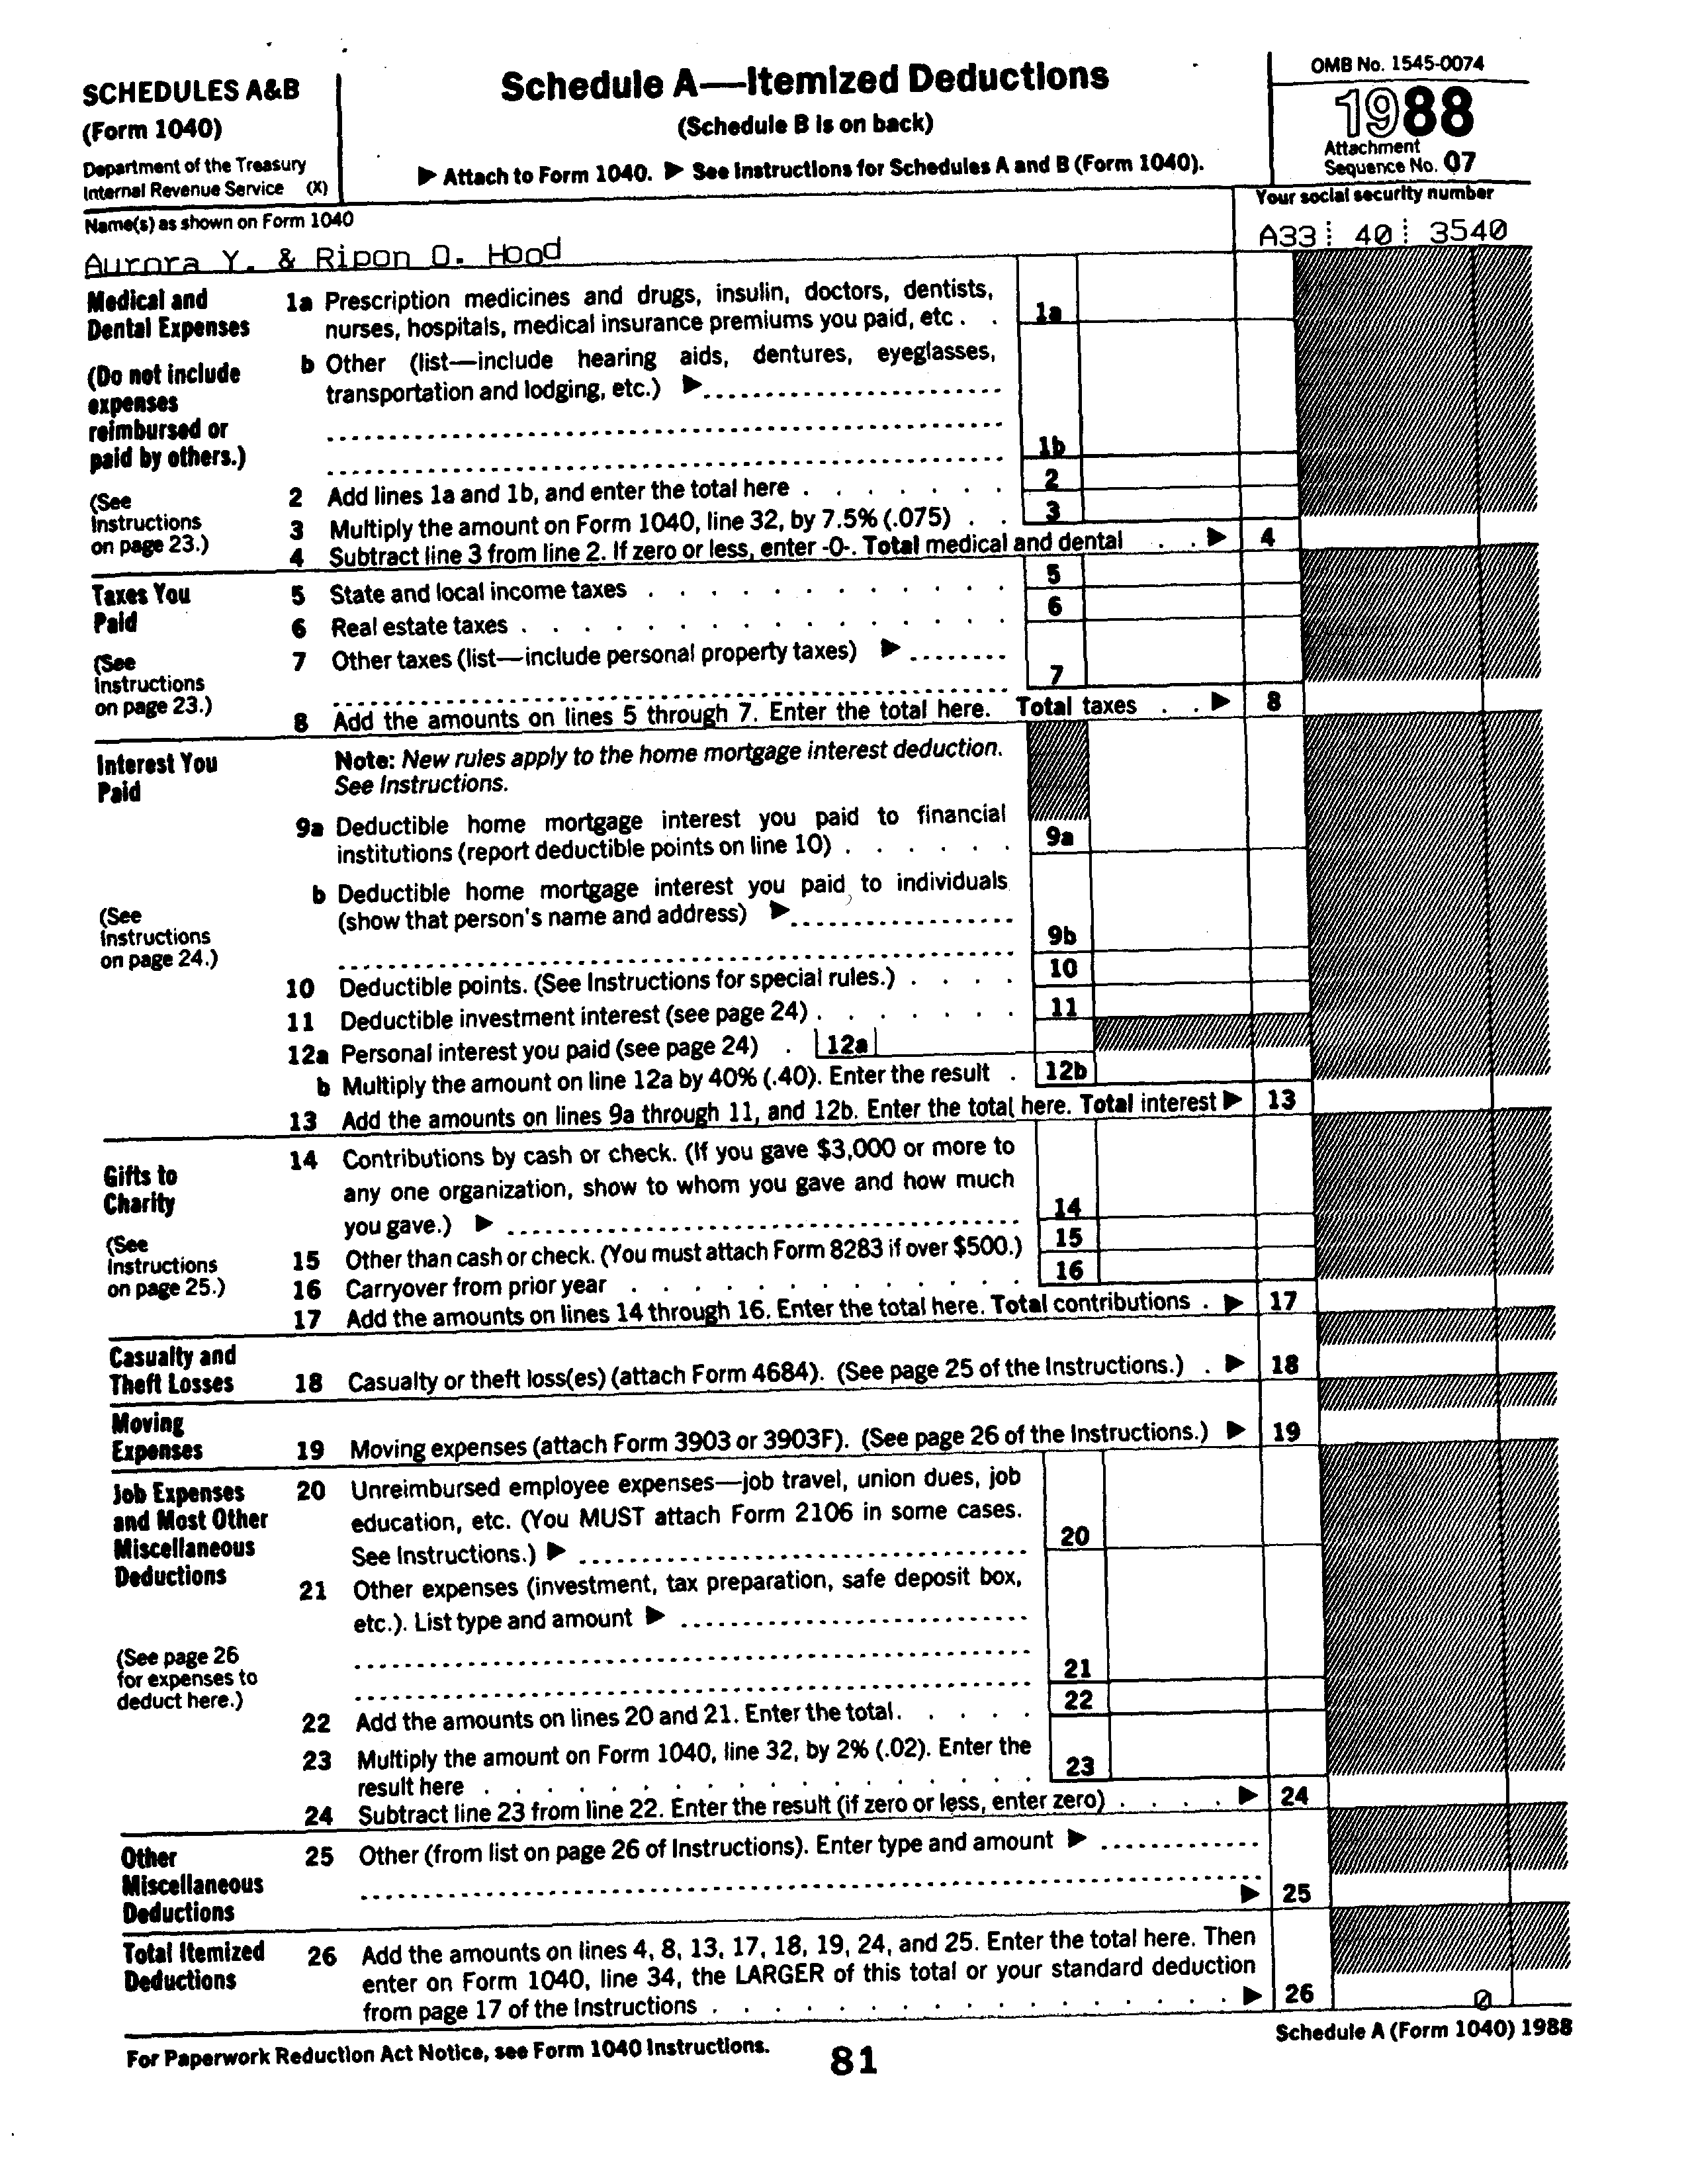 SCHEDULES A&B
(Form 1040)
Department of the Treasury
Internal Revenue Service (X)
Schedule A—Itemized Deductions
(Schedule B is on back)
▶ Attach to Form 1040. ▶ See Instructions for Schedules A and B (Form 1040).
OMB No. 1545-0074
1988
Attachment
Sequence No. 07
Name(s) as shown on Form 1040
Your social security number
Aurora Y. & Ripon O. Hood
A33 40 3540
Medical and
Dental Expenses
(Do not include
expenses
reimbursed or
paid by others.)
(See
Instructions
on page 23.)
1a Prescription medicines and drugs, insulin, doctors, dentists,
nurses, hospitals, medical insurance premiums you paid, etc . . 1a
b Other (list—include hearing aids, dentures, eyeglasses,
transportation and lodging, etc.) ▶
1b
2 Add lines 1a and 1b, and enter the total here . . . . . . . 2
3 Multiply the amount on Form 1040, line 32, by 7.5% (.075) . . 3
4 Subtract line 3 from line 2. If zero or less, enter -0-. Total medical and dental . . ▶ 4
Taxes You
Paid
(See
Instructions
on page 23.)
5 State and local income taxes . . . . . . . . . . . . . 5
6 Real estate taxes . . . . . . . . . . . . . . . . 6
7 Other taxes (list—include personal property taxes) ▶
7
8 Add the amounts on lines 5 through 7. Enter the total here. Total taxes . . ▶ 8
Interest You
Paid
(See
Instructions
on page 24.)
Note: New rules apply to the home mortgage interest deduction.
See Instructions.
9a Deductible home mortgage interest you paid to financial
institutions (report deductible points on line 10) . . . . . . 9a
b Deductible home mortgage interest you paid to individuals
(show that person's name and address) ▶
9b
10 Deductible points. (See Instructions for special rules.) . . . . 10
11 Deductible investment interest (see page 24) . . . . . . . 11
12a Personal interest you paid (see page 24) . 12a
b Multiply the amount on line 12a by 40% (.40). Enter the result . 12b
13 Add the amounts on lines 9a through 11, and 12b. Enter the total here. Total interest ▶ 13
Gifts to
Charity
(See
Instructions
on page 25.)
14 Contributions by cash or check. (If you gave $3,000 or more to
any one organization, show to whom you gave and how much
you gave.) ▶ 14
15 Other than cash or check. (You must attach Form 8283 if over $500.) 15
16 Carryover from prior year . . . . . . . . . . . . . 16
17 Add the amounts on lines 14 through 16. Enter the total here. Total contributions . ▶ 17
Casualty and
Theft Losses
18 Casualty or theft loss(es) (attach Form 4684). (See page 25 of the Instructions.) . ▶ 18
Moving
Expenses
19 Moving expenses (attach Form 3903 or 3903F). (See page 26 of the Instructions.) ▶ 19
Job Expenses
and Most Other
Miscellaneous
Deductions
(See page 26
for expenses to
deduct here.)
20 Unreimbursed employee expenses—job travel, union dues, job
education, etc. (You MUST attach Form 2106 in some cases.
See Instructions.) ▶ 20
21 Other expenses (investment, tax preparation, safe deposit box,
etc.). List type and amount ▶
21
22 Add the amounts on lines 20 and 21. Enter the total. . . . . 22
23 Multiply the amount on Form 1040, line 32, by 2% (.02). Enter the
result here . . . . . . . . . . . . . . . . . . 23
24 Subtract line 23 from line 22. Enter the result (if zero or less, enter zero) . . . . ▶ 24
Other
Miscellaneous
Deductions
25 Other (from list on page 26 of Instructions). Enter type and amount ▶
▶ 25
Total Itemized
Deductions
26 Add the amounts on lines 4, 8, 13, 17, 18, 19, 24, and 25. Enter the total here. Then
enter on Form 1040, line 34, the LARGER of this total or your standard deduction
from page 17 of the Instructions . . . . . . . . . . . . . . . . ▶ 26 0
For Paperwork Reduction Act Notice, see Form 1040 Instructions.
Schedule A (Form 1040) 1988
81